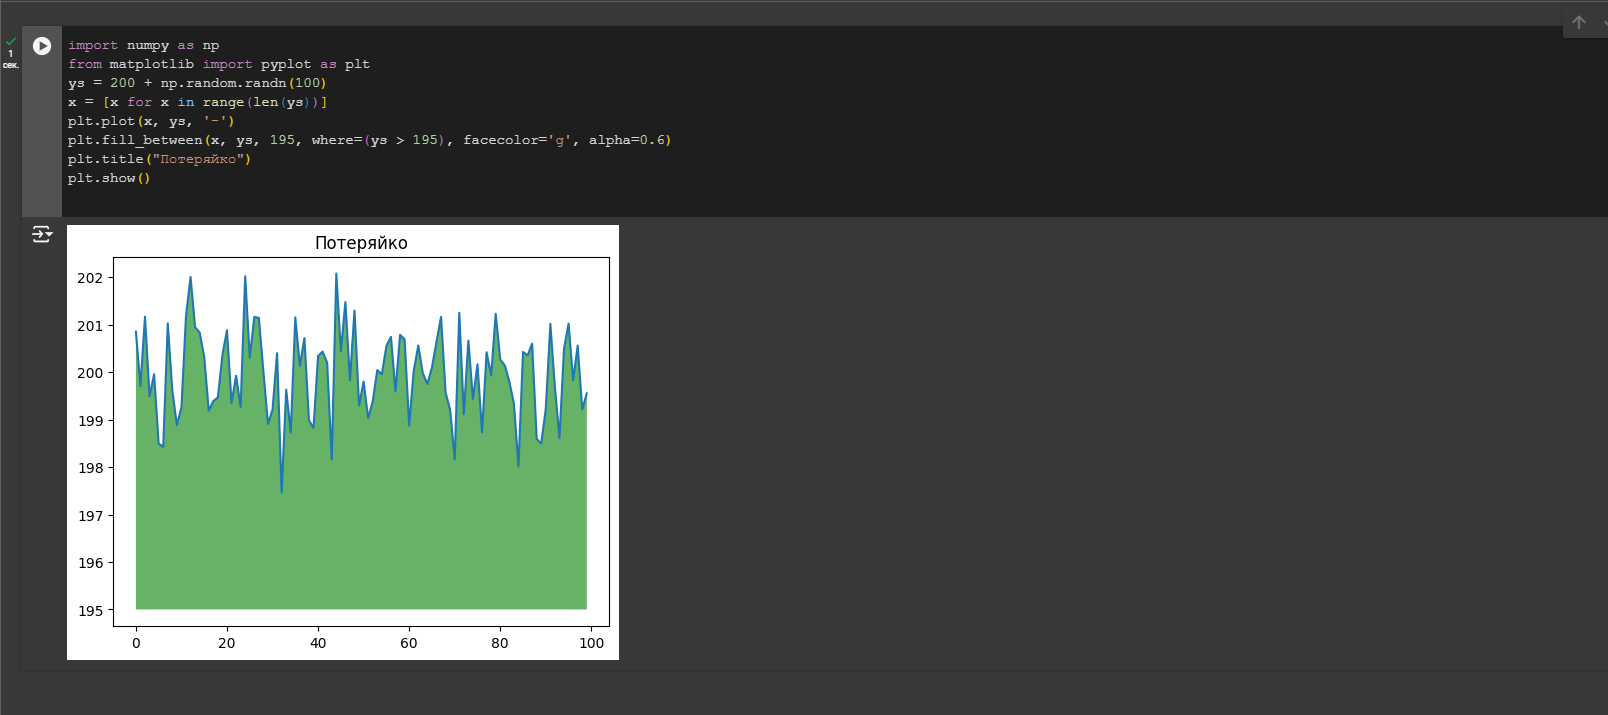 1
сек.
import numpy as np
from matplotlib import pyplot as plt
ys = 200 + np.random.randn(100)
x = [x for x in range(len(ys))]
plt.plot(x, ys, '-')
plt.fill_between(x, ys, 195, where=(ys > 195), facecolor='g', alpha=0.6)
plt.title("Потеряйко")
plt.show()
Потеряйко
202
201
200
199
198
197
196
195
0 20 40 60 80 100